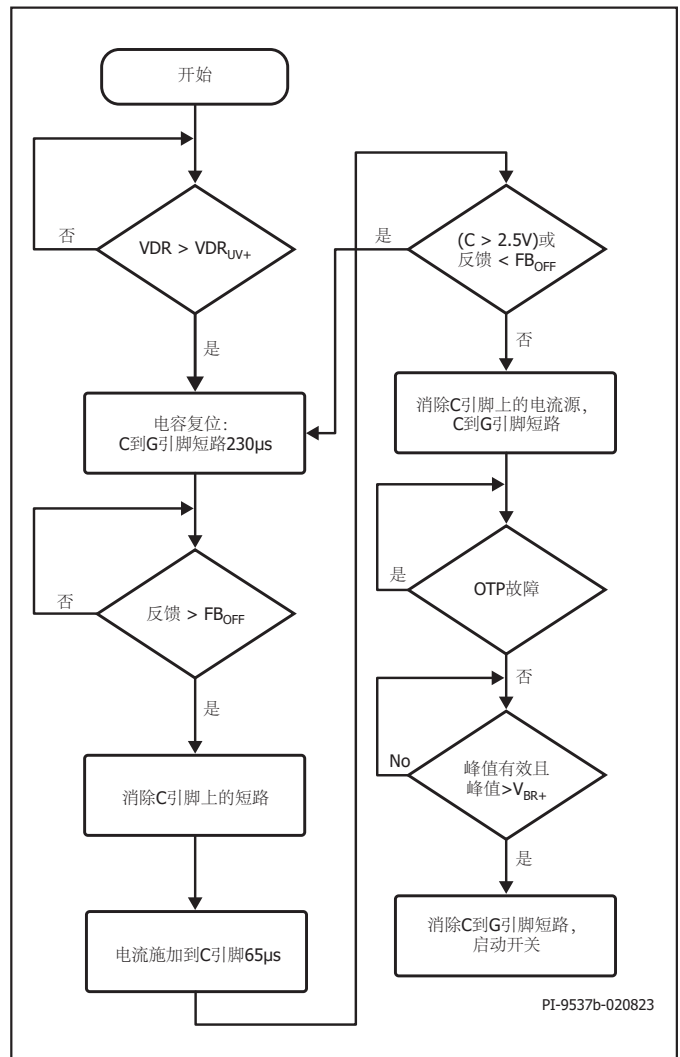 开始
否
VDR > VDRUV+
是
电容复位:
C到G引脚短路230µs
否
反馈 > FBOFF
是
消除C引脚上的短路
电流施加到C引脚65µs
是
(C > 2.5V)或
反馈 < FBOFF
否
消除C引脚上的电流源,
C到G引脚短路
是
OTP故障
否
No
峰值有效且
峰值>VBR+
是
消除C到G引脚短路,
启动开关
PI-9537b-020823